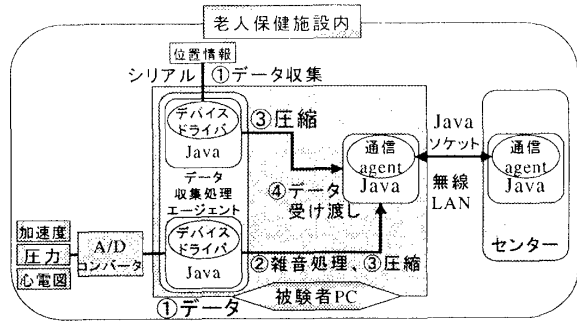 老人保健施設内
位置情報
シリアル
①データ収集
デバイス
ドライバ
Java
③圧縮
データ
収集処理
エージェント
④データ
受け渡し
通信
agent
Java
Java
ソケット
無線
LAN
通信
agent
Java
センター
加速度
圧力
心電図
A/D
コンバータ
デバイス
ドライバ
Java
②雑音処理、③圧縮
①データ
被験者PC